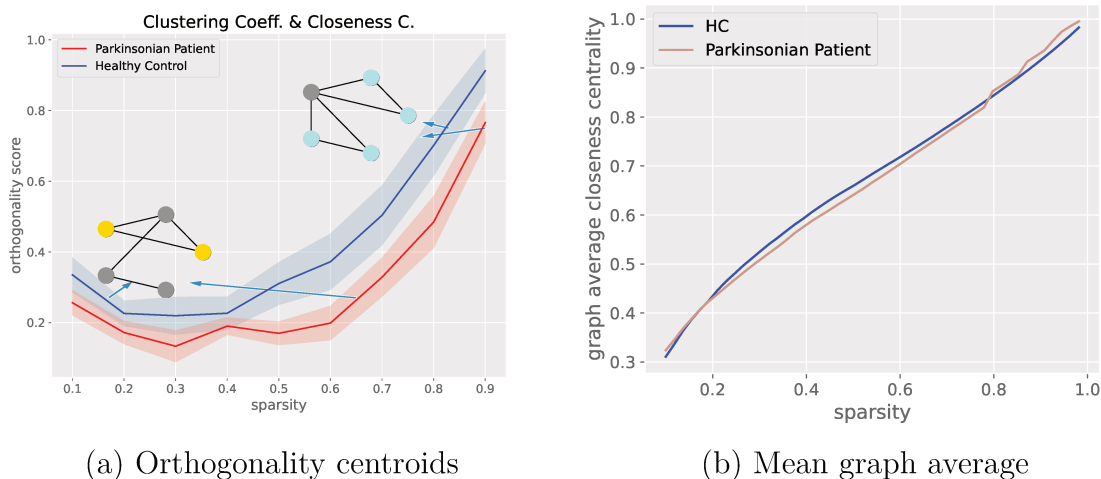 Clustering Coeff. & Closeness C.
Parkinsonian Patient
Healthy Control
orthogonality score
1.0
0.8
0.6
0.4
0.2
0.1 0.2 0.3 0.4 0.5 0.6 0.7 0.8 0.9
sparsity
(a) Orthogonality centroids
HC
Parkinsonian Patient
graph average closeness centrality
1.0
0.9
0.8
0.7
0.6
0.5
0.4
0.3
0.2 0.4 0.6 0.8 1.0
sparsity
(b) Mean graph average